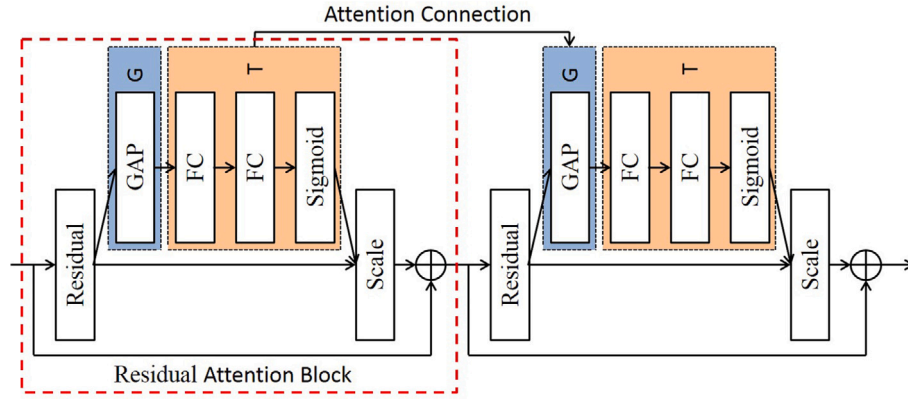 Attention Connection
G
T
GAP
FC
FC
Sigmoid
Residual
Scale
G
T
GAP
FC
FC
Sigmoid
Residual
Scale
Residual Attention Block